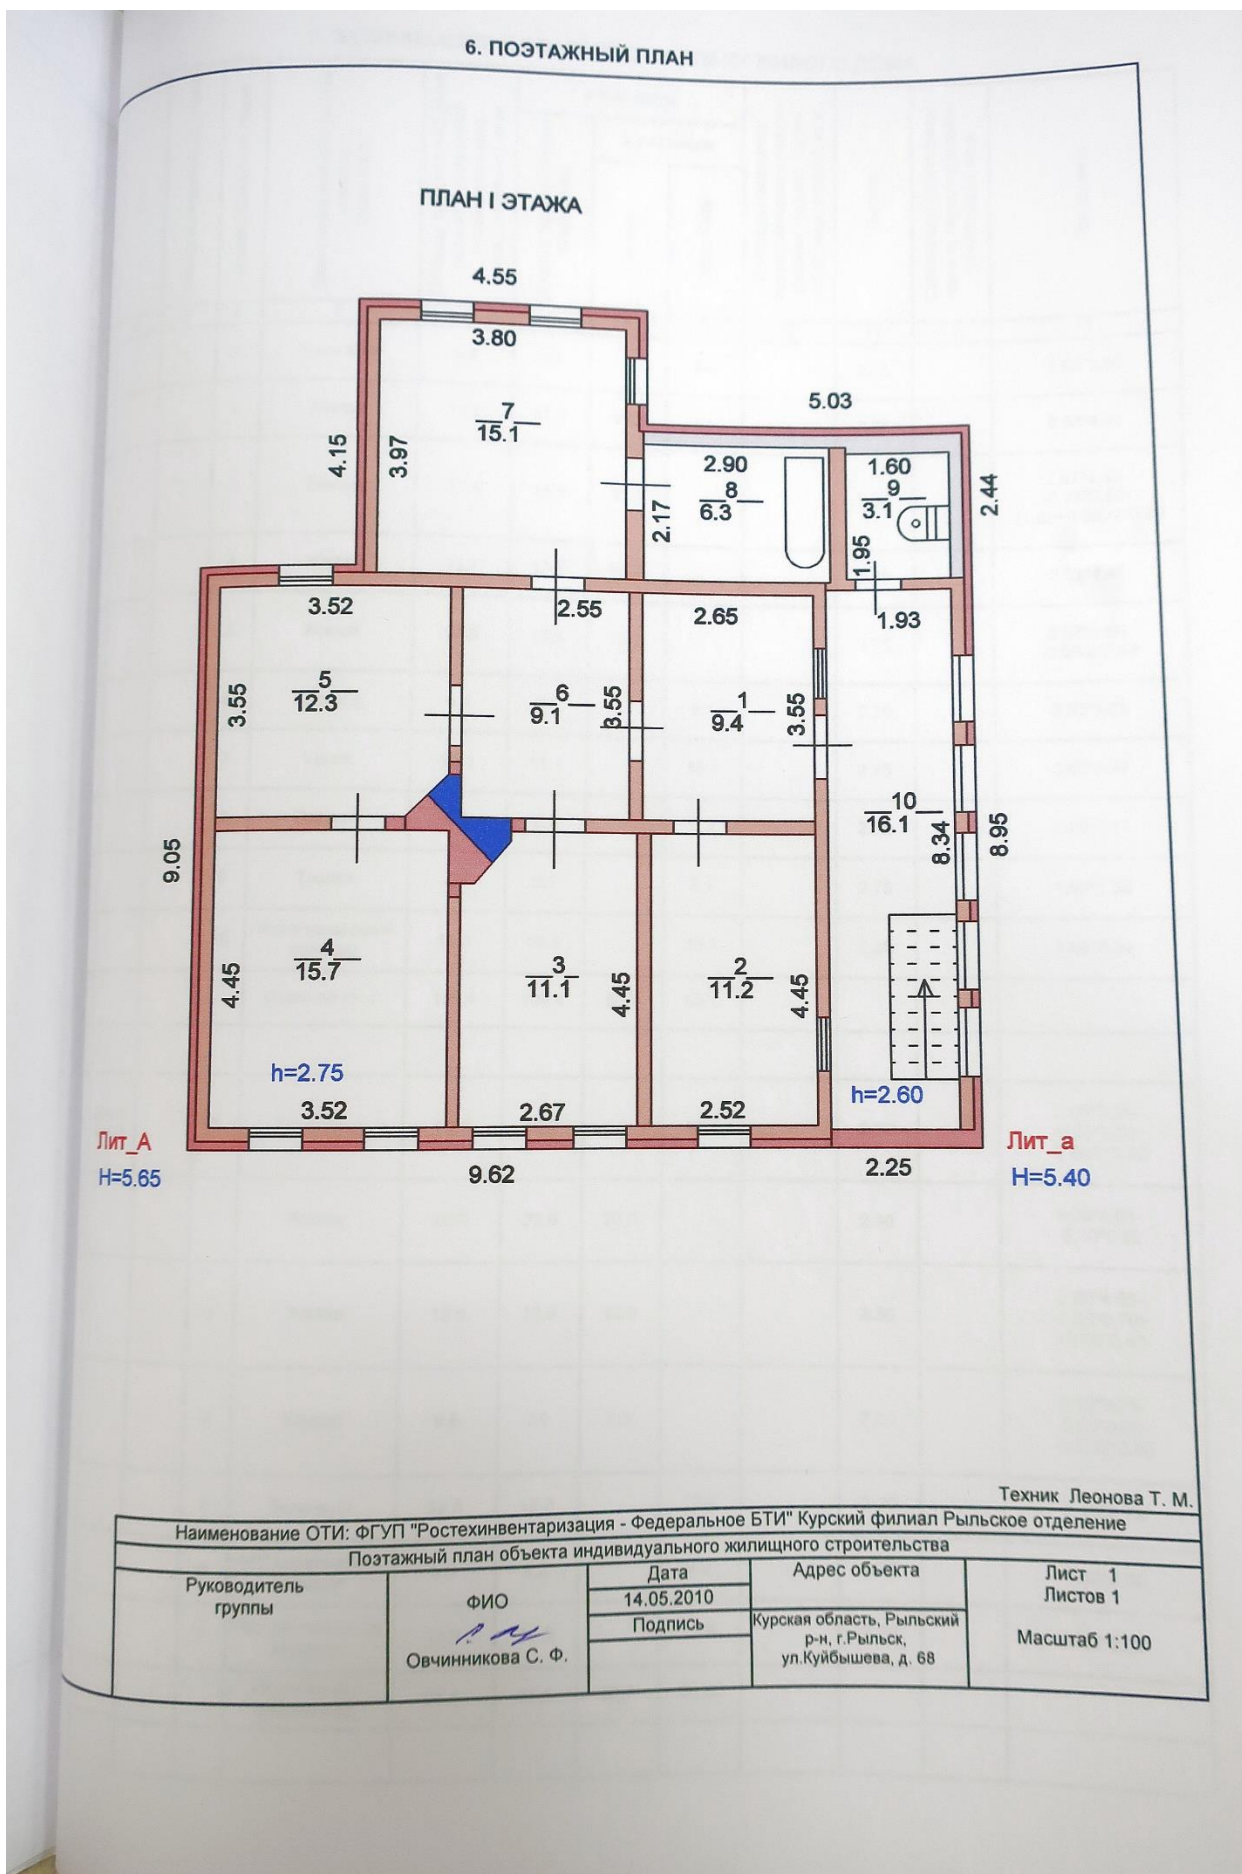 6. ПОЭТАЖНЫЙ ПЛАН
ПЛАН I ЭТАЖА
4.55
3.80
7
15.1
4.15
3.97
5.03
2.90
8
6.3
2.17
1.60
9
3.1
1.95
2.44
3.52
2.55
2.65
1.93
5
12.3
3.55
6
9.1
3.55
1
9.4
3.55
10
16.1
8.34
8.95
9.05
4
15.7
4.45
3
11.1
4.45
2
11.2
4.45
h=2.75
h=2.60
3.52
2.67
2.52
Лит_А
Лит_а
H=5.65
9.62
2.25
H=5.40
Техник Леонова Т. М.
Наименование ОТИ: ФГУП "Ростехинвентаризация - Федеральное БТИ" Курский филиал Рыльское отделение
Поэтажный план объекта индивидуального жилищного строительства
Руководитель
группы
ФИО
Овчинникова С. Ф.
Дата
14.05.2010
Подпись
Адрес объекта
Курская область, Рыльский
р-н, г.Рыльск,
ул.Куйбышева, д. 68
Лист 1
Листов 1
Масштаб 1:100